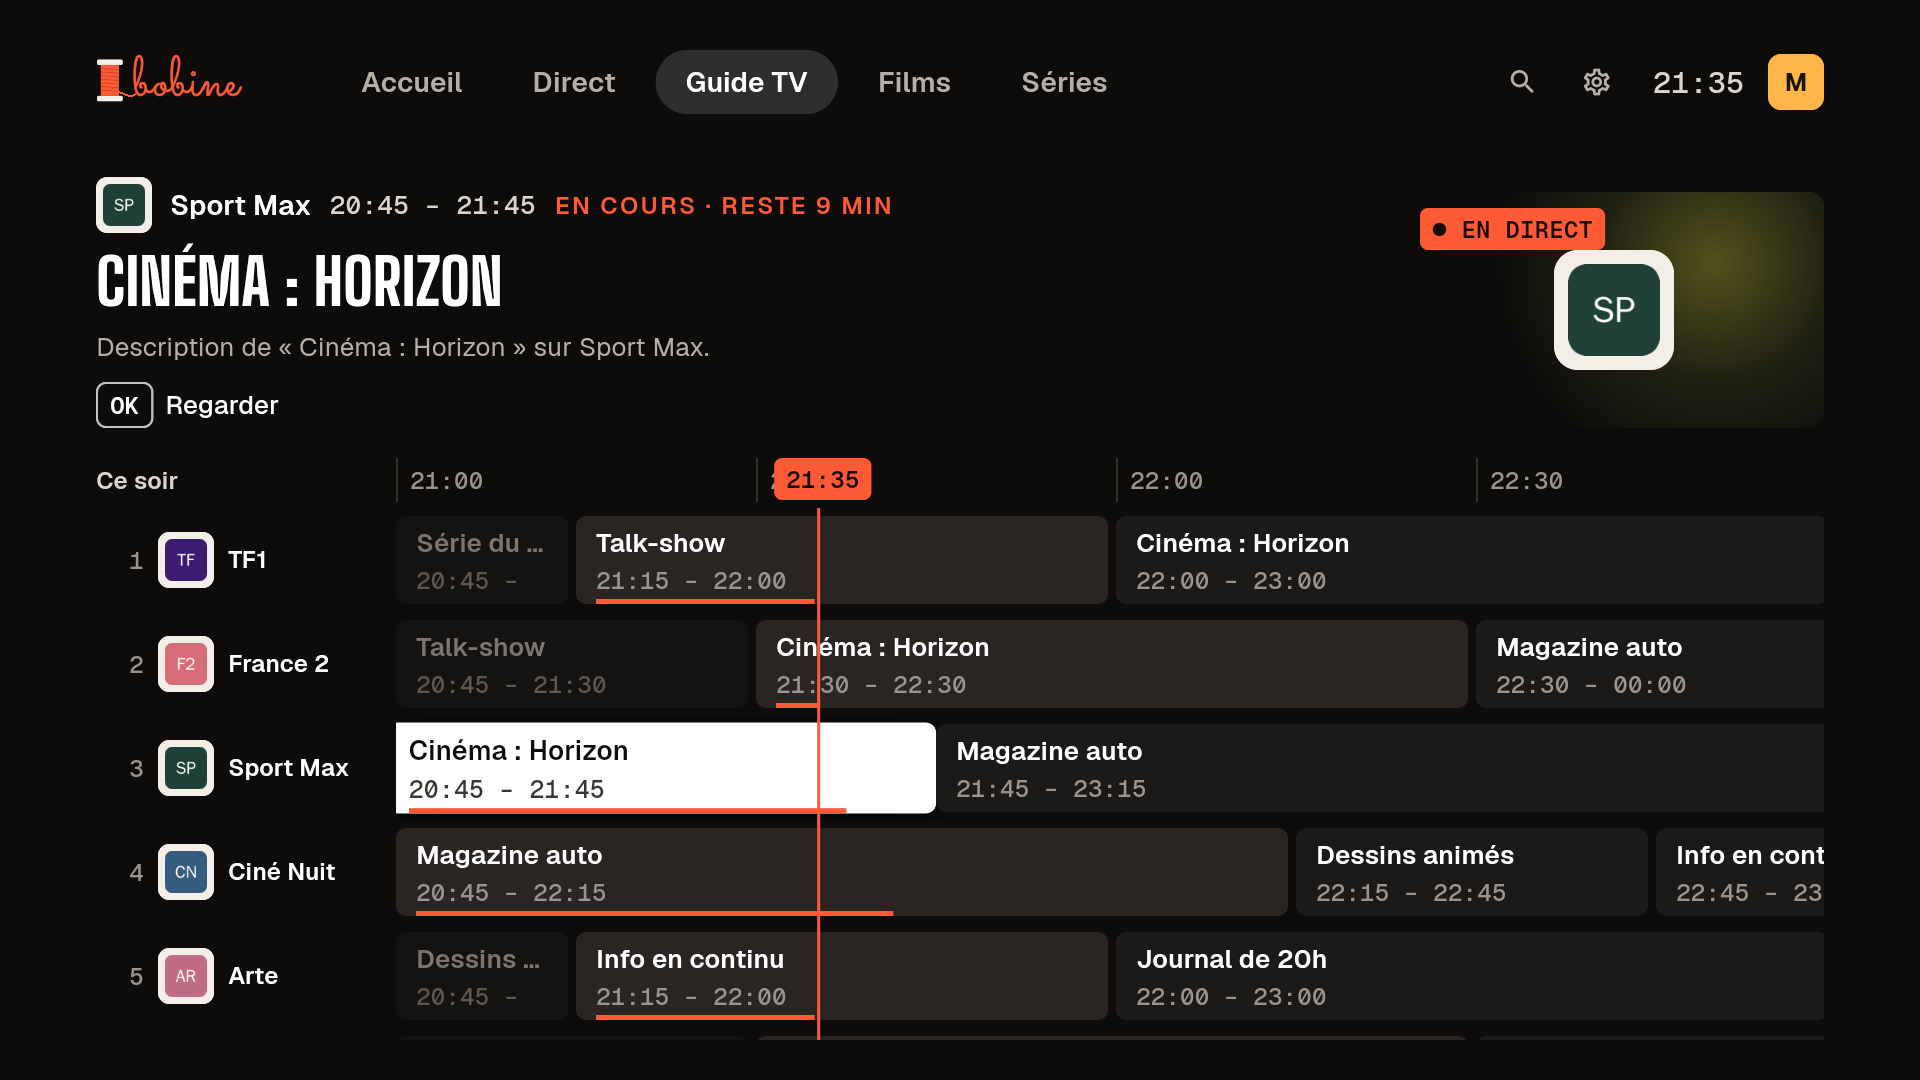 bobine
Accueil
Direct
Guide TV
Films
Séries
21:35
M
SP
Sport Max 20:45 – 21:45 EN COURS · RESTE 9 MIN
CINÉMA : HORIZON
Description de « Cinéma : Horizon » sur Sport Max.
OK Regarder
EN DIRECT
SP
Ce soir
21:00
21:35
22:00
22:30
1 TF TF1
Série du ...
20:45 –
Talk-show
21:15 – 22:00
Cinéma : Horizon
22:00 – 23:00
2 F2 France 2
Talk-show
20:45 – 21:30
Cinéma : Horizon
21:30 – 22:30
Magazine auto
22:30 – 00:00
3 SP Sport Max
Cinéma : Horizon
20:45 – 21:45
Magazine auto
21:45 – 23:15
4 CN Ciné Nuit
Magazine auto
20:45 – 22:15
Dessins animés
22:15 – 22:45
Info en cont
22:45 – 23
5 AR Arte
Dessins ...
20:45 –
Info en continu
21:15 – 22:00
Journal de 20h
22:00 – 23:00